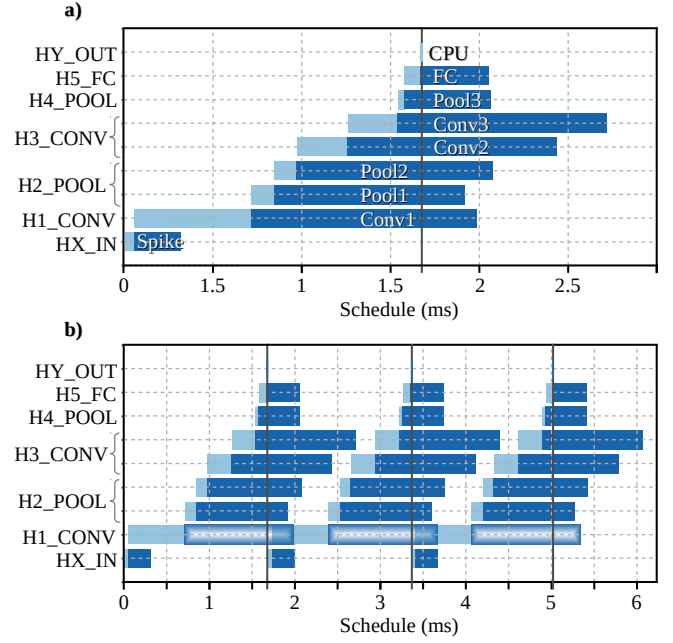 a)
HY_OUT
CPU
H5_FC
FC
H4_POOL
Pool3
Conv3
H3_CONV
Conv2
Pool2
H2_POOL
Pool1
H1_CONV
Conv1
HX_IN
Spike
0 1.5 1 1.5 2 2.5
Schedule (ms)
b)
HY_OUT
H5_FC
H4_POOL
H3_CONV
H2_POOL
H1_CONV
HX_IN
0 1 2 3 4 5 6
Schedule (ms)